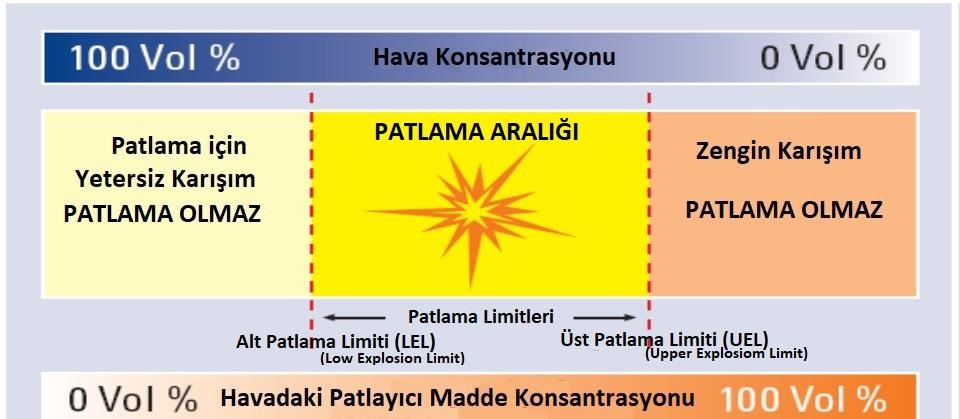 100 Vol % Hava Konsantrasyonu 0 Vol %
Patlama için
Yetersiz Karışım
PATLAMA OLMAZ
PATLAMA ARALIĞI
Zengin Karışım
PATLAMA OLMAZ
Patlama Limitleri
Alt Patlama Limiti (LEL)
(Low Explosion Limit)
Üst Patlama Limiti (UEL)
(Upper Explosiom Limit)
0 Vol % Havadaki Patlayıcı Madde Konsantrasyonu 100 Vol %